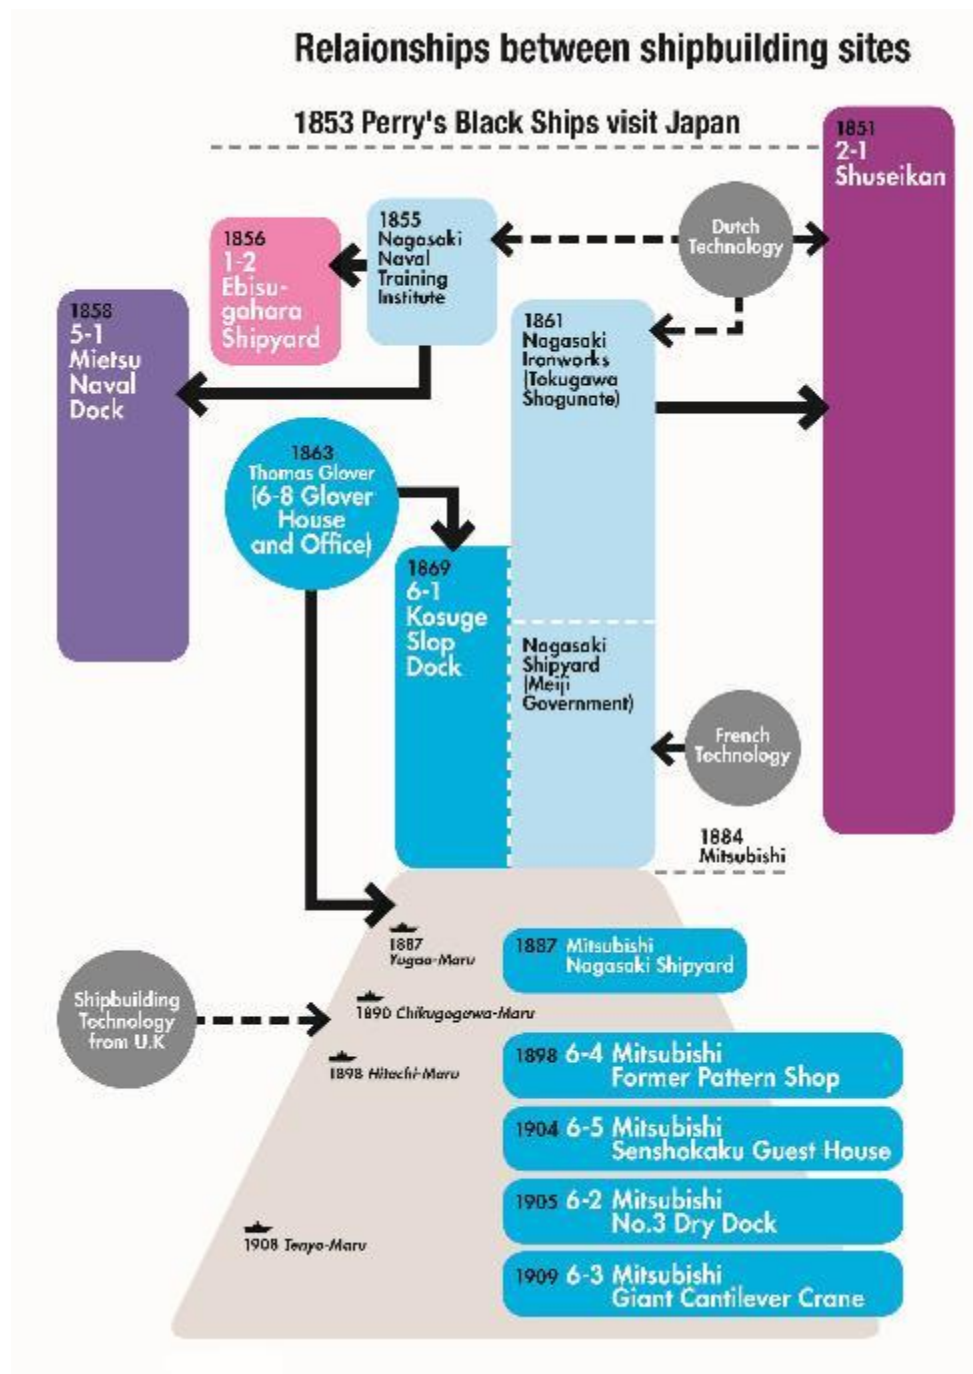 Relaionships between shipbuilding sites
1853 Perry's Black Ships visit Japan
1851
2-1
Shuseikan
Dutch
Technology
1855
Nagasaki
Naval
Training
Institute
1856
1-2
Ebisu-
gahara
Shipyard
1858
5-1
Mietsu
Naval
Dock
1861
Nagasaki
Ironworks
(Tokugawa
Shogunate)
1863
Thomas Glover
(6-8 Glover
House
and Office)
1869
6-1
Kosuge
Slop
Dock
Nagasaki
Shipyard
(Meiji
Government)
French
Technology
1884
Mitsubishi
1887
Yugao-Maru
1887 Mitsubishi
Nagasaki Shipyard
Shipbuilding
Technology
from U.K
1890 Chikugogawa-Maru
1898 Hitachi-Maru
1898 6-4 Mitsubishi
Former Pattern Shop
1904 6-5 Mitsubishi
Senshokaku Guest House
1905 6-2 Mitsubishi
No.3 Dry Dock
1908 Tenyo-Maru
1909 6-3 Mitsubishi
Giant Cantilever Crane